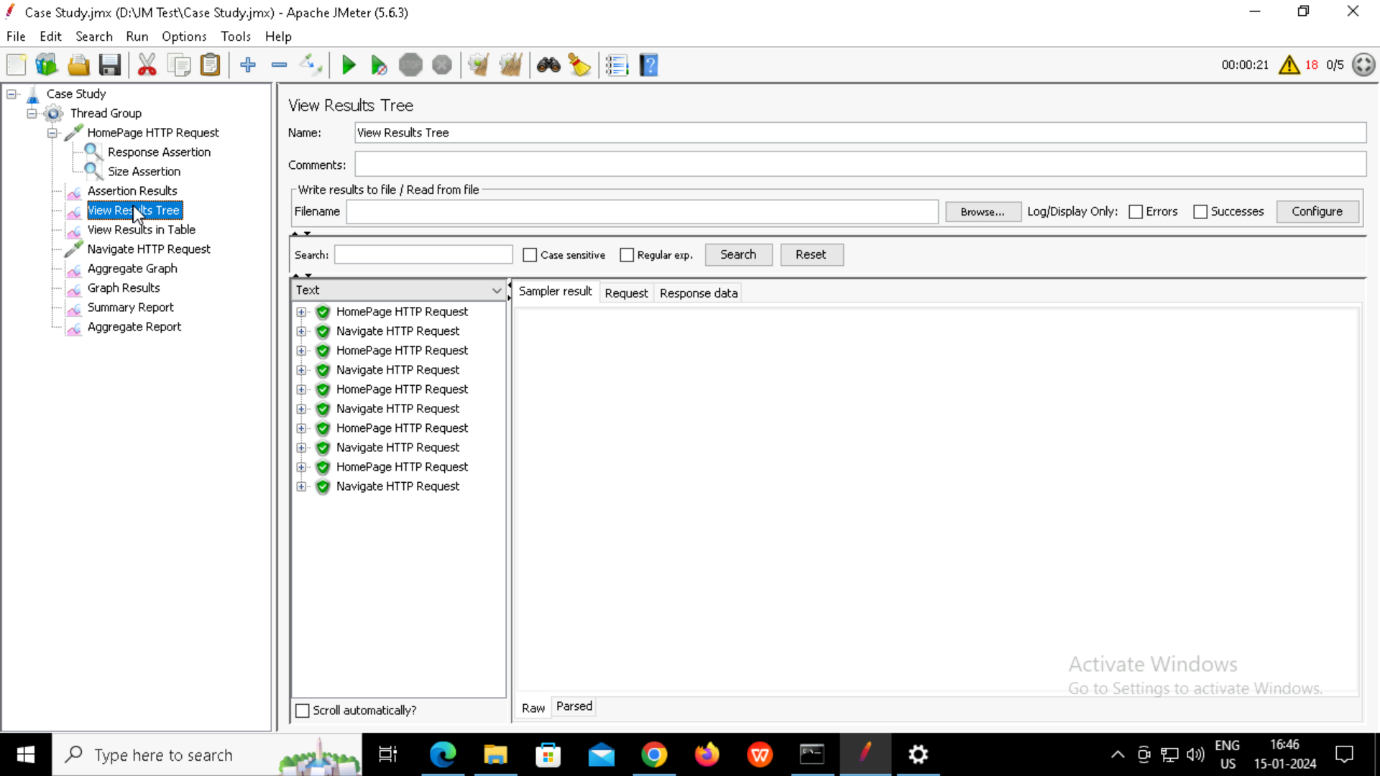 Case Study.jmx (D:\JM Test\Case Study.jmx) - Apache JMeter (5.6.3)
File Edit Search Run Options Tools Help
00:00:21 18 0/5
Case Study
Thread Group
HomePage HTTP Request
Response Assertion
Size Assertion
Assertion Results
View Results Tree
View Results in Table
Navigate HTTP Request
Aggregate Graph
Graph Results
Summary Report
Aggregate Report
View Results Tree
Name: View Results Tree
Comments:
Write results to file / Read from file
Filename Browse... Log/Display Only: Errors Successes Configure
Search: Case sensitive Regular exp. Search Reset
Text
HomePage HTTP Request
Navigate HTTP Request
HomePage HTTP Request
Navigate HTTP Request
HomePage HTTP Request
Navigate HTTP Request
HomePage HTTP Request
Navigate HTTP Request
HomePage HTTP Request
Navigate HTTP Request
Scroll automatically?
Sampler result Request Response data
Raw Parsed
Activate Windows
Go to Settings to activate Windows.
Type here to search
ENG
US
16:46
15-01-2024